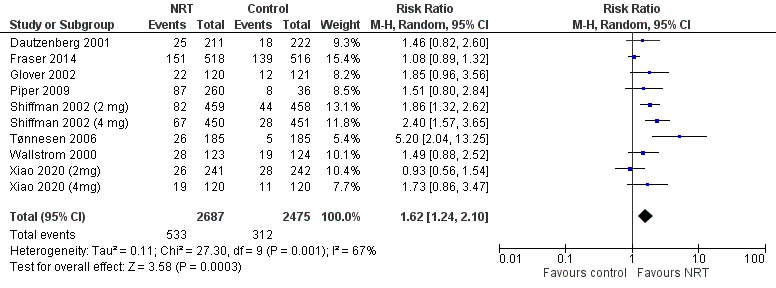 NRT Control Risk Ratio Risk Ratio
Study or Subgroup Events Total Events Total Weight M-H, Random, 95% CI M-H, Random, 95% CI
Dautzenberg 2001 25 211 18 222 9.3% 1.46 [0.82, 2.60]
Fraser 2014 151 518 139 516 15.4% 1.08 [0.89, 1.32]
Glover 2002 22 120 12 121 7.8% 1.85 [0.96, 3.56]
Piper 2009 87 260 8 36 8.1% 1.51 [0.80, 2.84]
Shiffman 2002 (2 mg) 82 459 44 458 13.1% 1.86 [1.32, 2.62]
Shiffman 2002 (4 mg) 67 450 28 451 11.8% 2.40 [1.57, 3.65]
Tønnesen 2006 26 185 5 185 5.4% 5.20 [2.04, 13.25]
Wallstrom 2000 28 123 19 124 10.1% 1.49 [0.88, 2.52]
Xiao 2020 (2mg) 26 241 28 242 11.2% 0.93 [0.56, 1.54]
Xiao 2020 (4mg) 19 120 11 120 7.7% 1.73 [0.86, 3.47]
Total (95% CI) 2687 2475 100.0% 1.62 [1.24, 2.10]
Total events 533 312
Heterogeneity: Tau² = 0.11; Chi² = 27.30, df = 9 (P = 0.001); I² = 67%
Test for overall effect: Z = 3.58 (P = 0.0003)
0.01 0.1 1 10 100
Favours control Favours NRT